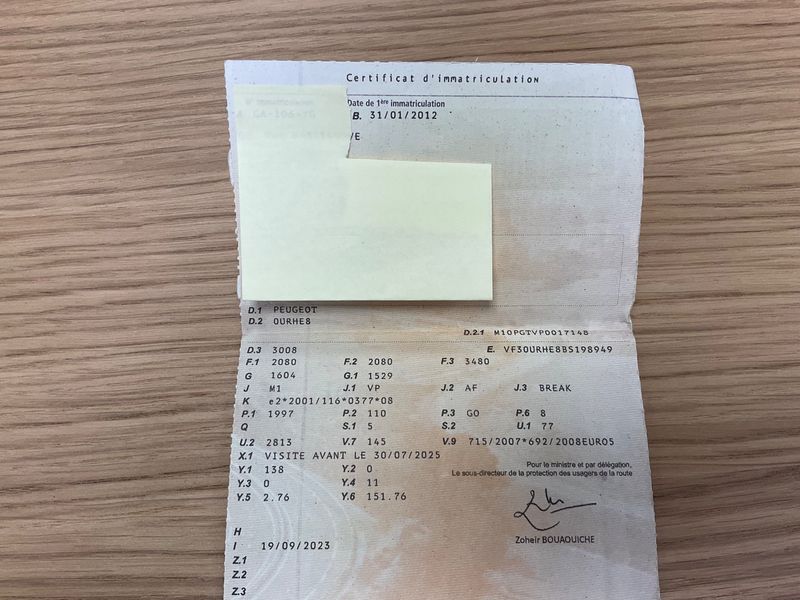 Certificat d'immatriculation
Date de 1ère immatriculation
B. 31/01/2012
/E
D.1 PEUGEOT
D.2 0URHE8
D.2.1 M10PGTVP0017148
D.3 3008 E. VF30URHE8BS198949
F.1 2080 F.2 2080 F.3 3480
G 1604 G.1 1529
J M1 J.1 VP J.2 AF J.3 BREAK
K e2*2001/116*0377*08
P.1 1997 P.2 110 P.3 GO P.6 8
Q S.1 5 S.2 U.1 77
U.2 2813 V.7 145 V.9 715/2007*692/2008EURO5
X.1 VISITE AVANT LE 30/07/2025
Y.1 138 Y.2 0
Y.3 0 Y.4 11
Y.5 2.76 Y.6 151.76
Pour le ministre et par délégation,
Le sous-directeur de la protection des usagers de la route
Zoheir BOUAOUICHE
H
I 19/09/2023
Z.1
Z.2
Z.3